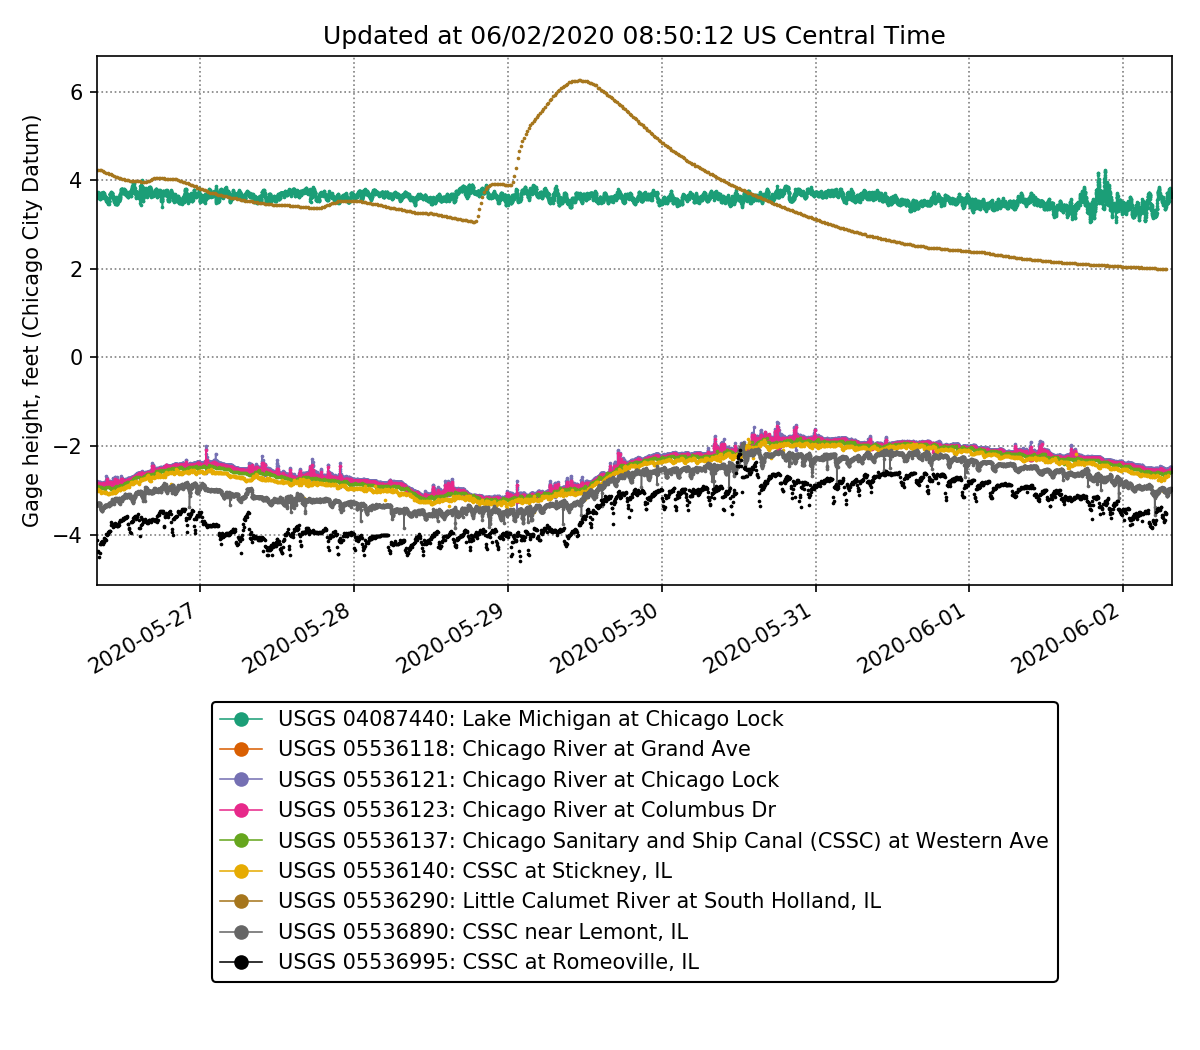 Updated at 06/02/2020 08:50:12 US Central Time
Gage height, feet (Chicago City Datum)
6
4
2
0
−2
−4
2020-05-27
2020-05-28
2020-05-29
2020-05-30
2020-05-31
2020-06-01
2020-06-02
USGS 04087440: Lake Michigan at Chicago Lock
USGS 05536118: Chicago River at Grand Ave
USGS 05536121: Chicago River at Chicago Lock
USGS 05536123: Chicago River at Columbus Dr
USGS 05536137: Chicago Sanitary and Ship Canal (CSSC) at Western Ave
USGS 05536140: CSSC at Stickney, IL
USGS 05536290: Little Calumet River at South Holland, IL
USGS 05536890: CSSC near Lemont, IL
USGS 05536995: CSSC at Romeoville, IL